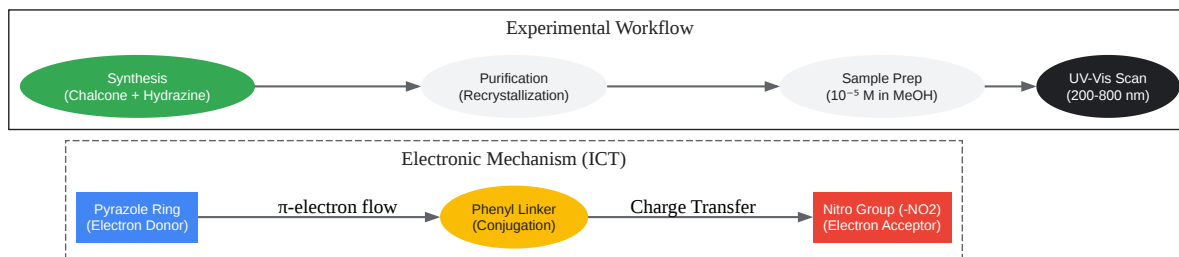 Experimental Workflow
Synthesis
(Chalcone + Hydrazine)
Purification
(Recrystallization)
Sample Prep
(10⁻⁵ M in MeOH)
UV-Vis Scan
(200-800 nm)
Electronic Mechanism (ICT)
Pyrazole Ring
(Electron Donor)
π-electron flow
Phenyl Linker
(Conjugation)
Charge Transfer
Nitro Group (-NO2)
(Electron Acceptor)